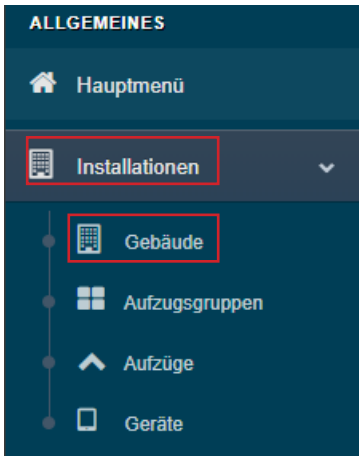 ALLGEMEINES
Hauptmenü
Installationen
Gebäude
Aufzugsgruppen
Aufzüge
Geräte